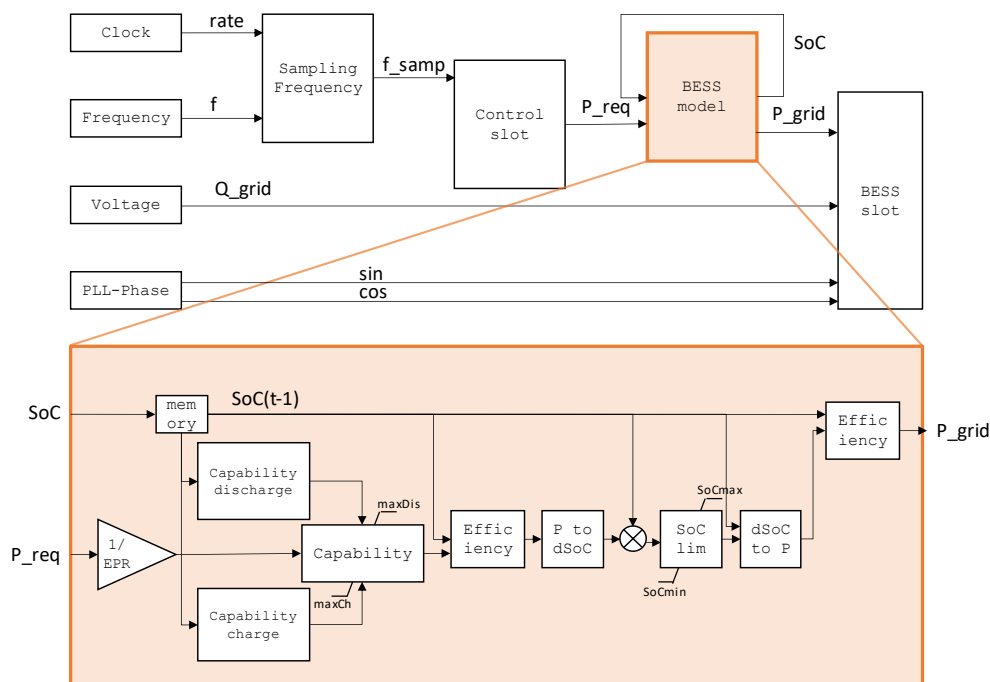 rate
Clock
SoC
Sampling
Frequency
f_samp
BESS
model
f
Frequency
Control
slot
P_req
P_grid
Q_grid
Voltage
BESS
slot
sin
PLL-Phase
cos
SoC
mem
ory
SoC(t-1)
Effic
iency
P_grid
Capability
discharge
maxDis
SoCmax
P_req
1/
EPR
Capability
Effic
iency
P to
dSoC
SoC
lim
dSoC
to P
maxCh
SoCmin
Capability
charge